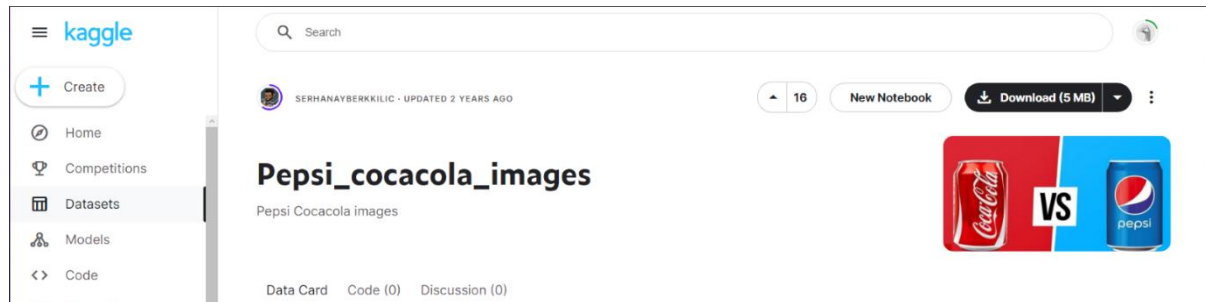 kaggle
Search
Create
SERHANAYBERKKILIC · UPDATED 2 YEARS AGO
16
New Notebook
Download (5 MB)
Home
Competitions
Pepsi_cocacola_images
Datasets
Pepsi Cocacola images
Coca-Cola
VS
pepsi
Models
Code
Data Card
Code (0)
Discussion (0)